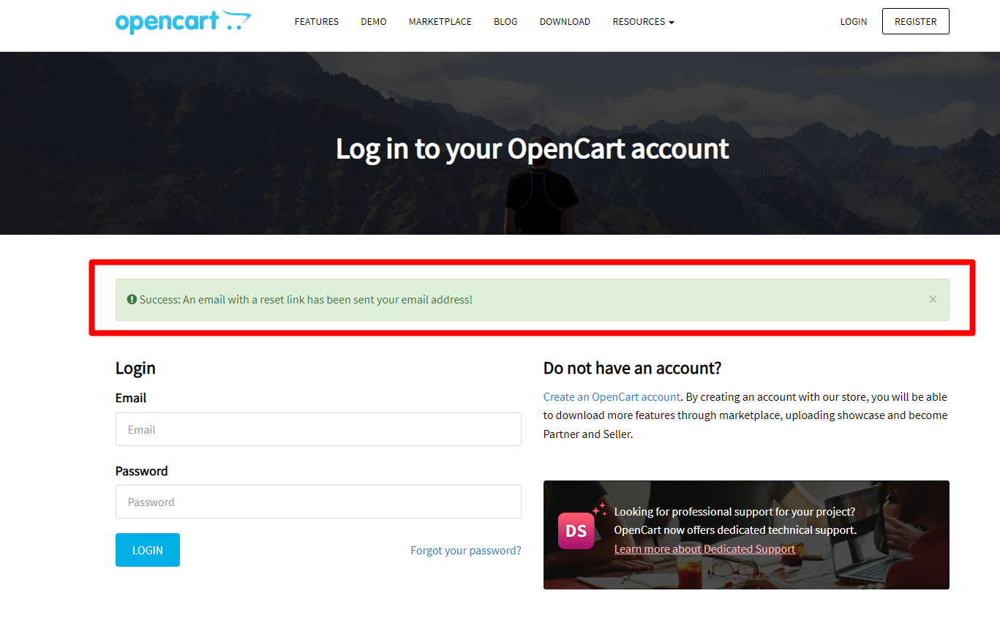 opencart
FEATURES
DEMO
MARKETPLACE
BLOG
DOWNLOAD
RESOURCES
LOGIN
REGISTER
Log in to your OpenCart account
Success: An email with a reset link has been sent your email address!
×
Login
Email
Email
Password
Password
LOGIN
Forgot your password?
Do not have an account?
Create an OpenCart account. By creating an account with our store, you will be able
to download more features through marketplace, uploading showcase and become
Partner and Seller.
DS
Looking for professional support for your project?
OpenCart now offers dedicated technical support.
Learn more about Dedicated Support